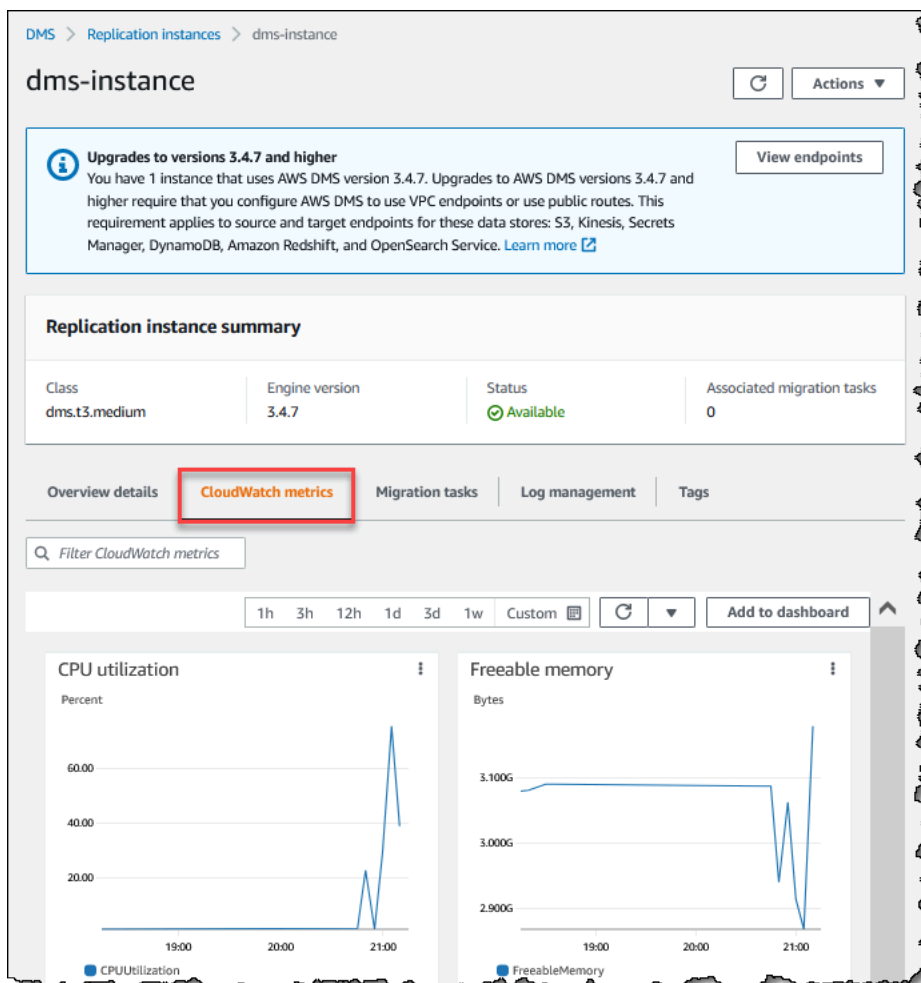 DMS > Replication instances > dms-instance
dms-instance
Actions
Upgrades to versions 3.4.7 and higher
View endpoints
You have 1 instance that uses AWS DMS version 3.4.7. Upgrades to AWS DMS versions 3.4.7 and
higher require that you configure AWS DMS to use VPC endpoints or use public routes. This
requirement applies to source and target endpoints for these data stores: S3, Kinesis, Secrets
Manager, DynamoDB, Amazon Redshift, and OpenSearch Service. Learn more
Replication instance summary
Class Engine version Status Associated migration tasks
dms.t3.medium 3.4.7 Available 0
Overview details CloudWatch metrics Migration tasks Log management Tags
Filter CloudWatch metrics
1h 3h 12h 1d 3d 1w Custom Add to dashboard
CPU utilization
Percent
60.00
40.00
20.00
19:00 20:00 21:00
CPUUtilization
Freeable memory
Bytes
3.100G
3.000G
2.900G
19:00 20:00 21:00
FreeableMemory